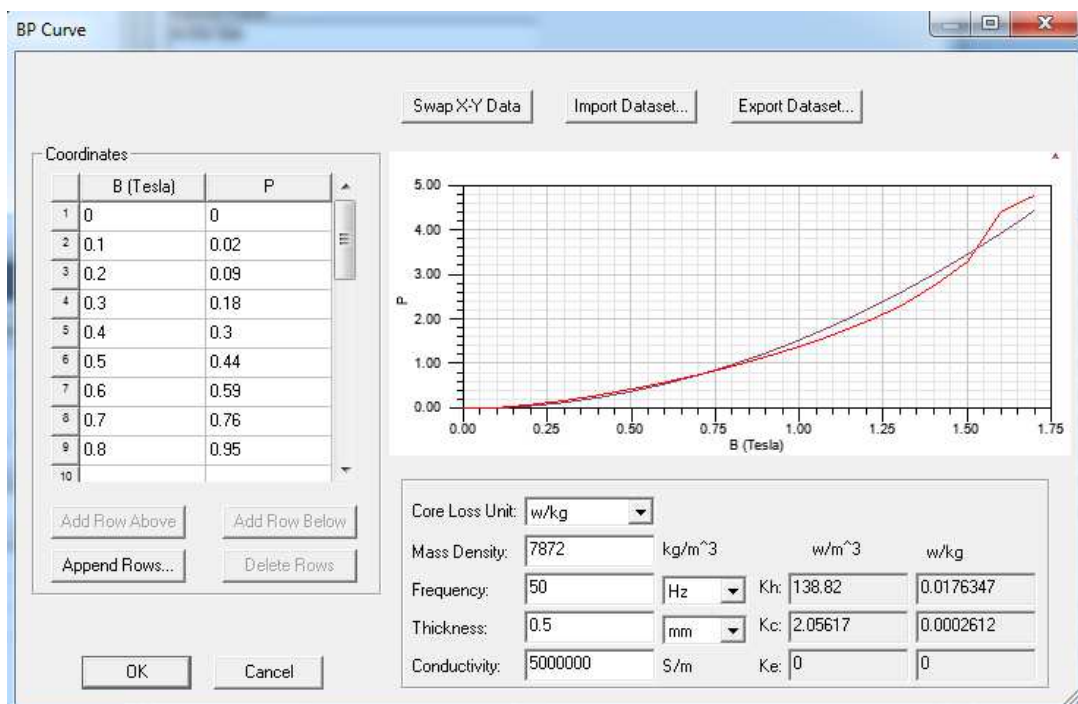 BP Curve
Swap X-Y Data Import Dataset... Export Dataset...
Coordinates
B (Tesla) P
1 0 0
2 0.1 0.02
3 0.2 0.09
4 0.3 0.18
5 0.4 0.3
6 0.5 0.44
7 0.6 0.59
8 0.7 0.76
9 0.8 0.95
10
Add Row Above Add Row Below
Append Rows... Delete Rows
OK Cancel
5.00
4.00
3.00
P
2.00
1.00
0.00
0.00 0.25 0.50 0.75 1.00 1.25 1.50 1.75
B (Tesla)
Core Loss Unit: w/kg
Mass Density: 7872 kg/m^3 w/m^3 w/kg
Frequency: 50 Hz Kh: 138.82 0.0176347
Thickness: 0.5 mm Kc: 2.05617 0.0002612
Conductivity: 5000000 S/m Ke: 0 0